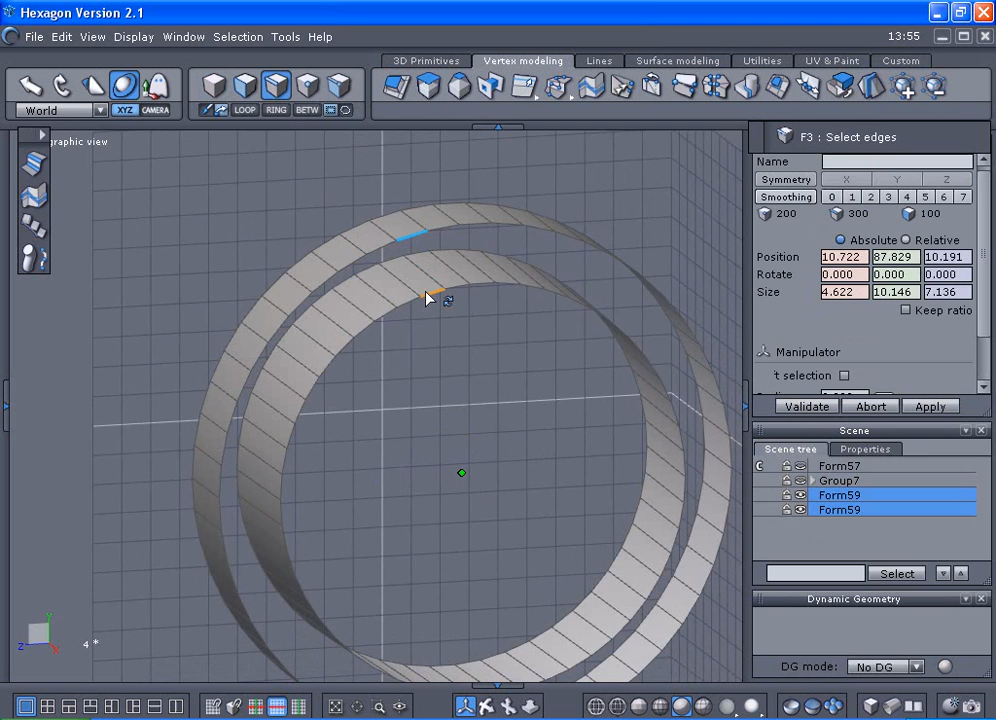 Hexagon Version 2.1
File Edit View Display Window Selection Tools Help
13:55
3D Primitives Vertex modeling Lines Surface modeling Utilities UV & Paint Custom
World XYZ CAMERA LOOP RING BETW
graphic view
F3 : Select edges
Name
Symmetry X Y Z
Smoothing 0 1 2 3 4 5 6 7
200 300 100
Absolute Relative
Position 10.722 87.829 10.191
Rotate 0.000 0.000 0.000
Size 4.622 10.146 7.136
Keep ratio
Manipulator
't selection
Validate Abort Apply
Scene
Scene tree Properties
C Form57
Group7
Form59
Form59
Select
Dynamic Geometry
DG mode: No DG
Y
Z X
4 *